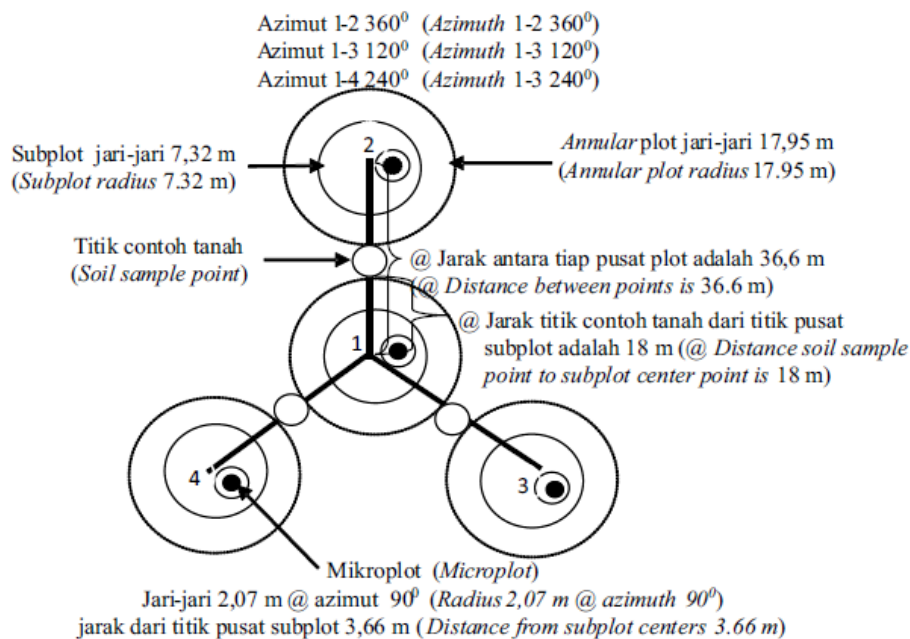 Azimut 1-2 360⁰ (Azimuth 1-2 360⁰)
Azimut 1-3 120⁰ (Azimuth 1-3 120⁰)
Azimut 1-4 240⁰ (Azimuth 1-3 240⁰)
Subplot jari-jari 7,32 m
(Subplot radius 7.32 m)
2
Annular plot jari-jari 17,95 m
(Annular plot radius 17.95 m)
Titik contoh tanah
(Soil sample point)
@ Jarak antara tiap pusat plot adalah 36,6 m
(@ Distance between points is 36.6 m)
1
@ Jarak titik contoh tanah dari titik pusat
subplot adalah 18 m (@ Distance soil sample
point to subplot center point is 18 m)
4
3
Mikroplot (Microplot)
Jari-jari 2,07 m @ azimut 90⁰ (Radius 2,07 m @ azimuth 90⁰)
jarak dari titik pusat subplot 3,66 m (Distance from subplot centers 3.66 m)